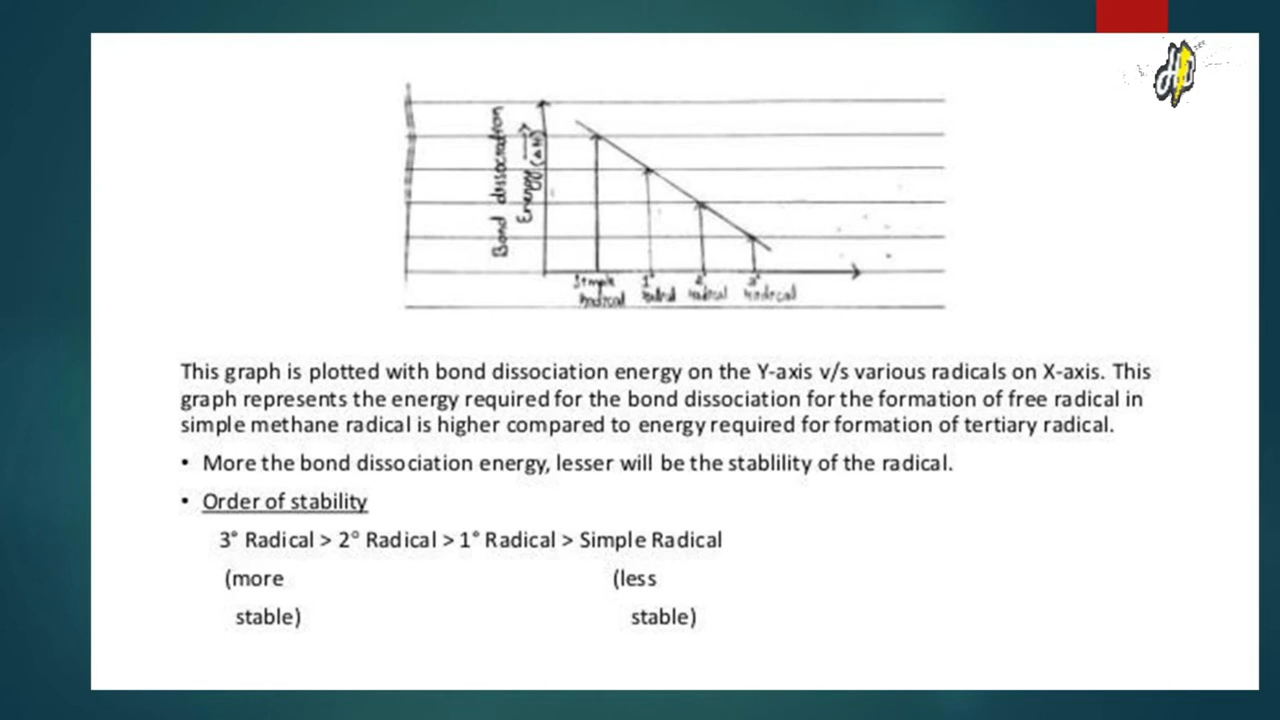 Bond dissociation
Energy (ΔH)
Simple 1° 2° 3°
Radical Radical Radical Radical
This graph is plotted with bond dissociation energy on the Y-axis v/s various radicals on X-axis. This
graph represents the energy required for the bond dissociation for the formation of free radical in
simple methane radical is higher compared to energy required for formation of tertiary radical.
• More the bond dissociation energy, lesser will be the stablility of the radical.
• Order of stability
3° Radical > 2° Radical > 1° Radical > Simple Radical
(more (less
stable) stable)